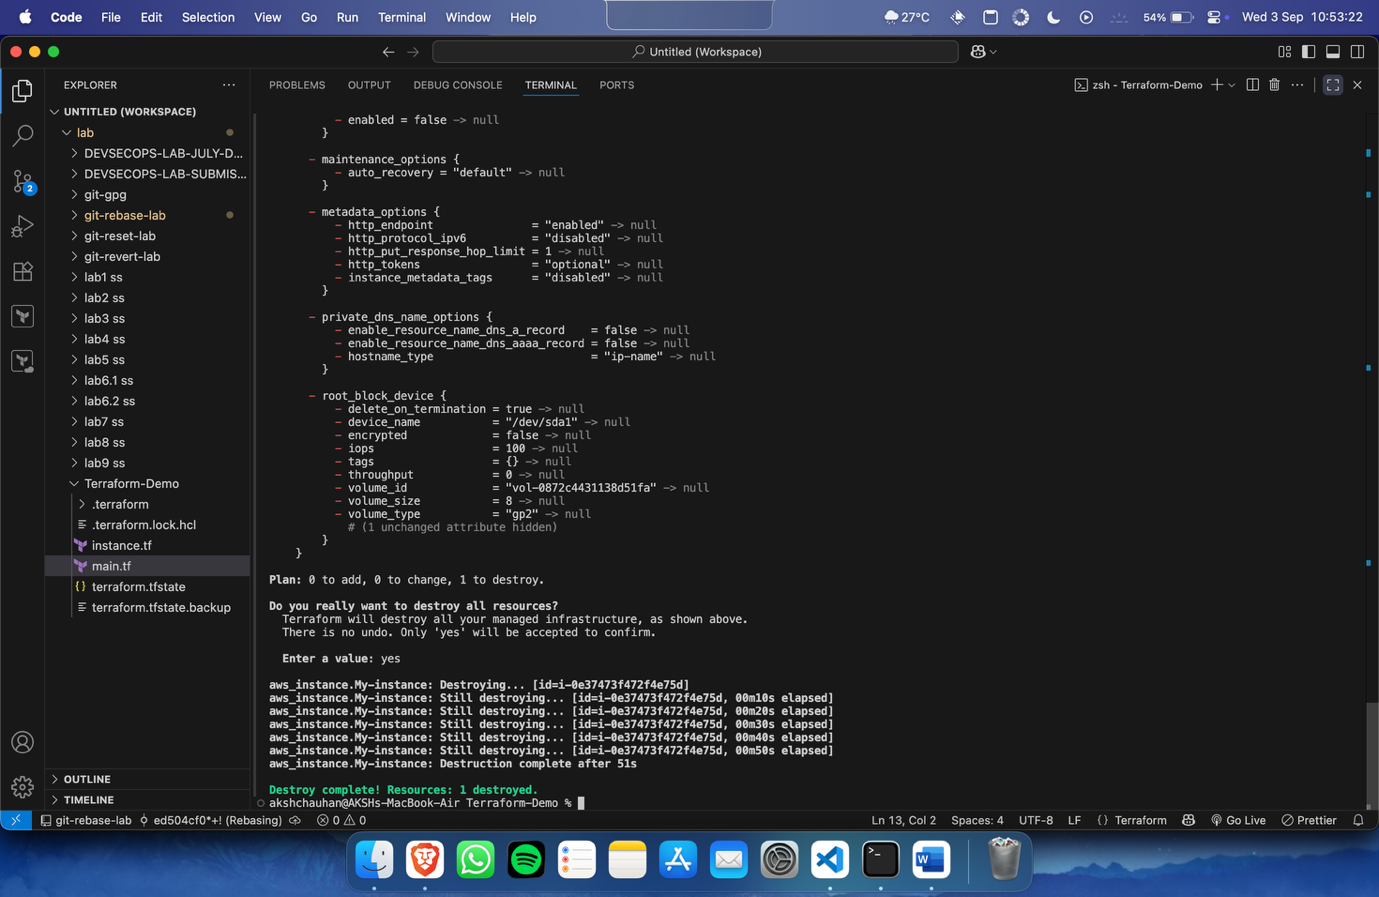 Code File Edit Selection View Go Run Terminal Window Help
27°C 54% Wed 3 Sep 10:53:22
Untitled (Workspace)
EXPLORER
PROBLEMS OUTPUT DEBUG CONSOLE TERMINAL PORTS
zsh - Terraform-Demo
UNTITLED (WORKSPACE)
lab
DEVSECOPS-LAB-JULY-D...
DEVSECOPS-LAB-SUBMIS...
git-gpg
git-rebase-lab
git-reset-lab
git-revert-lab
lab1 ss
lab2 ss
lab3 ss
lab4 ss
lab5 ss
lab6.1 ss
lab6.2 ss
lab7 ss
lab8 ss
lab9 ss
Terraform-Demo
.terraform
.terraform.lock.hcl
instance.tf
main.tf
{} terraform.tfstate
terraform.tfstate.backup
OUTLINE
TIMELINE
2
- enabled = false -> null
}
- maintenance_options {
- auto_recovery = "default" -> null
}
- metadata_options {
- http_endpoint = "enabled" -> null
- http_protocol_ipv6 = "disabled" -> null
- http_put_response_hop_limit = 1 -> null
- http_tokens = "optional" -> null
- instance_metadata_tags = "disabled" -> null
}
- private_dns_name_options {
- enable_resource_name_dns_a_record = false -> null
- enable_resource_name_dns_aaaa_record = false -> null
- hostname_type = "ip-name" -> null
}
- root_block_device {
- delete_on_termination = true -> null
- device_name = "/dev/sda1" -> null
- encrypted = false -> null
- iops = 100 -> null
- tags = {} -> null
- throughput = 0 -> null
- volume_id = "vol-0872c4431138d51fa" -> null
- volume_size = 8 -> null
- volume_type = "gp2" -> null
# (1 unchanged attribute hidden)
}
}
Plan: 0 to add, 0 to change, 1 to destroy.
Do you really want to destroy all resources?
Terraform will destroy all your managed infrastructure, as shown above.
There is no undo. Only 'yes' will be accepted to confirm.
Enter a value: yes
aws_instance.My-instance: Destroying... [id=i-0e37473f472f4e75d]
aws_instance.My-instance: Still destroying... [id=i-0e37473f472f4e75d, 00m10s elapsed]
aws_instance.My-instance: Still destroying... [id=i-0e37473f472f4e75d, 00m20s elapsed]
aws_instance.My-instance: Still destroying... [id=i-0e37473f472f4e75d, 00m30s elapsed]
aws_instance.My-instance: Still destroying... [id=i-0e37473f472f4e75d, 00m40s elapsed]
aws_instance.My-instance: Still destroying... [id=i-0e37473f472f4e75d, 00m50s elapsed]
aws_instance.My-instance: Destruction complete after 51s
Destroy complete! Resources: 1 destroyed.
akshchauhan@AKSHs-MacBook-Air Terraform-Demo %
git-rebase-lab ed504cf0*+! (Rebasing) 0 0 Ln 13, Col 2 Spaces: 4 UTF-8 LF {} Terraform Go Live Prettier
W